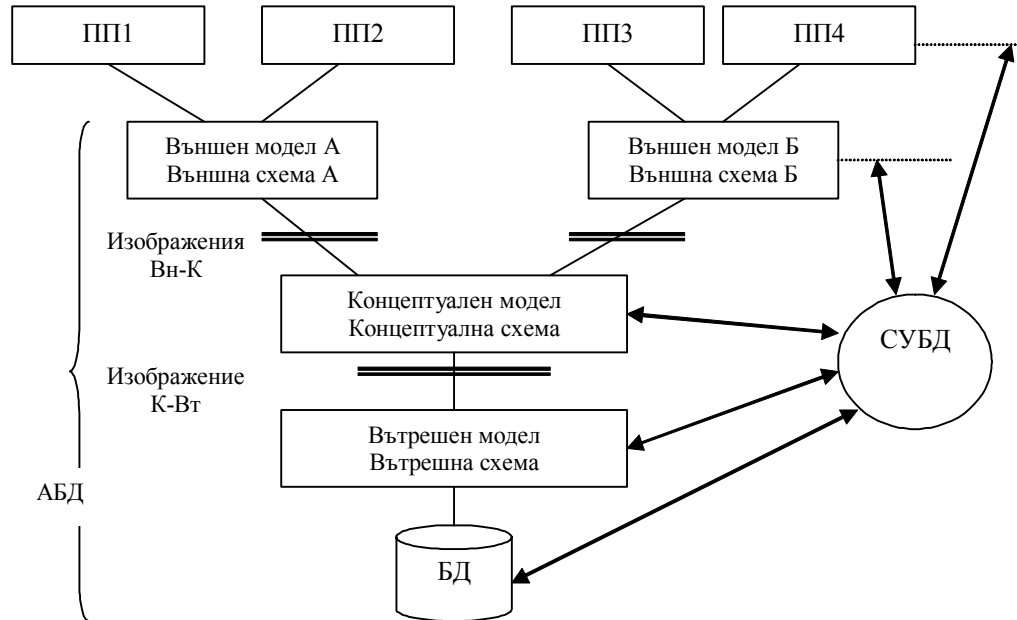 ПП1
ПП2
ПП3
ПП4
Външен модел А
Външна схема А
Външен модел Б
Външна схема Б
Изображения
Вн-К
Концептуален модел
Концептуална схема
СУБД
Изображение
К-Вт
Вътрешен модел
Вътрешна схема
АБД
БД